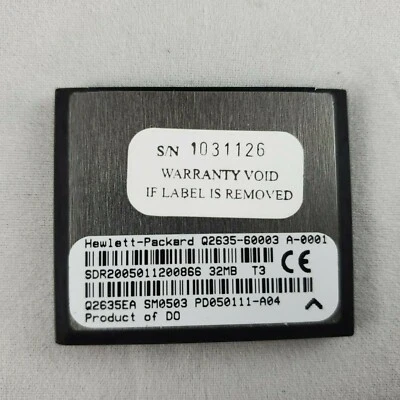 S/N 1031126
WARRANTY VOID
IF LABEL IS REMOVED
Hewlett-Packard Q2635-60003 A-0001
SDR2005011200866 32MB T3 CE
Q2635EA SM0503 PD050111-A04
Product of DO